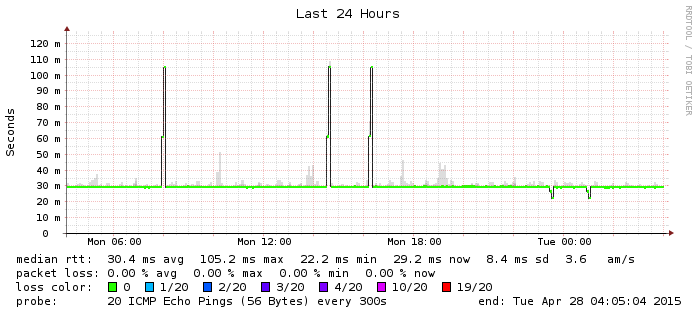 Last 24 Hours
RRDTOOL / TOBI OETIKER
Seconds
120 m
110 m
100 m
90 m
80 m
70 m
60 m
50 m
40 m
30 m
20 m
10 m
0
Mon 06:00 Mon 12:00 Mon 18:00 Tue 00:00
median rtt: 30.4 ms avg 105.2 ms max 22.2 ms min 29.2 ms now 8.4 ms sd 3.6 am/s
packet loss: 0.00 % avg 0.00 % max 0.00 % min 0.00 % now
loss color: 0 1/20 2/20 3/20 4/20 10/20 19/20
probe: 20 ICMP Echo Pings (56 Bytes) every 300s end: Tue Apr 28 04:05:04 2015